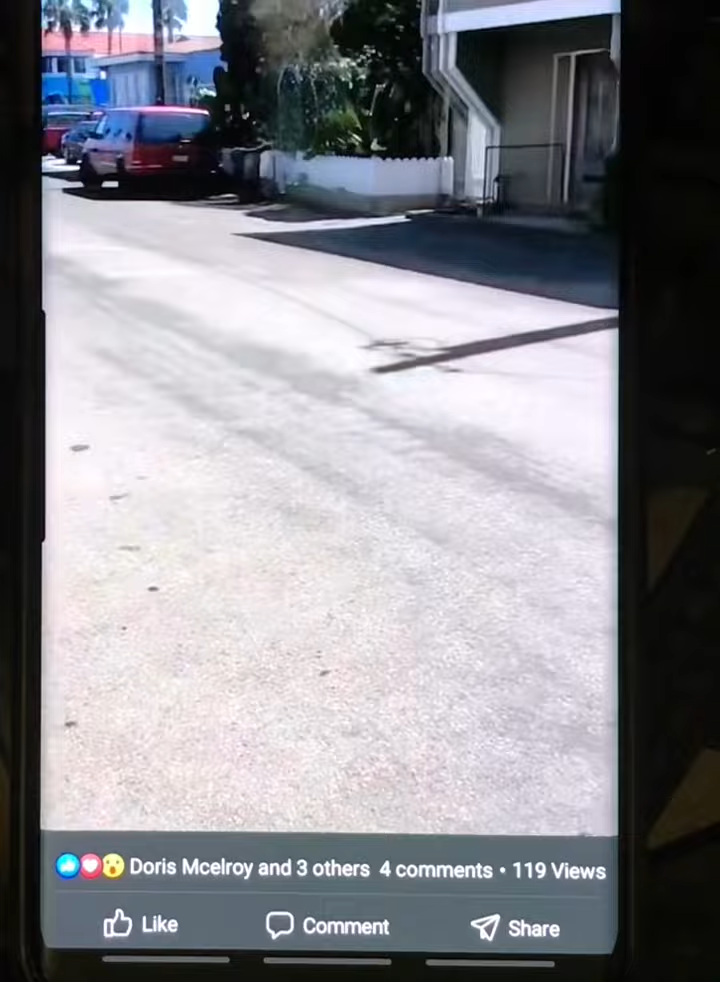 Doris Mcelroy and 3 others 4 comments • 119 Views
Like Comment Share